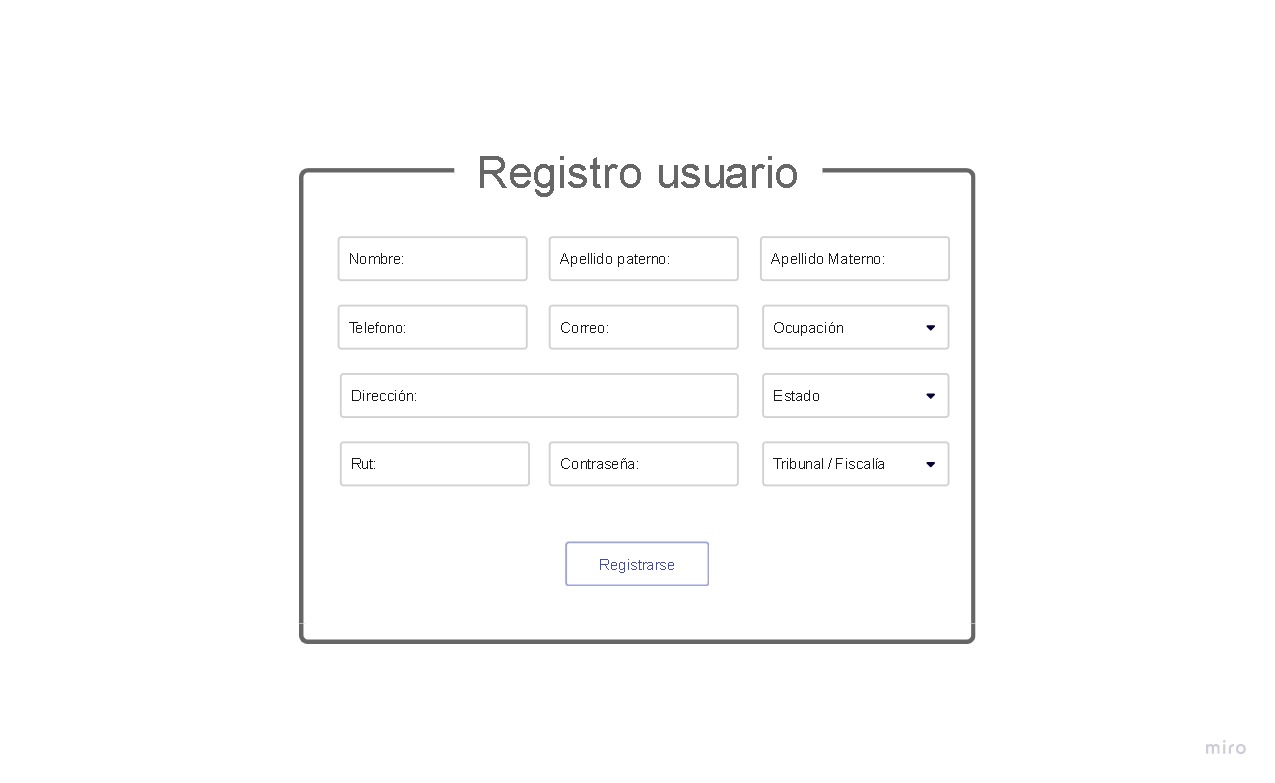 Registro usuario
Nombre:
Apellido paterno:
Apellido Materno:
Telefono:
Correo:
Ocupación
Dirección:
Estado
Rut:
Contraseña:
Tribunal / Fiscalía
Registrarse
miro